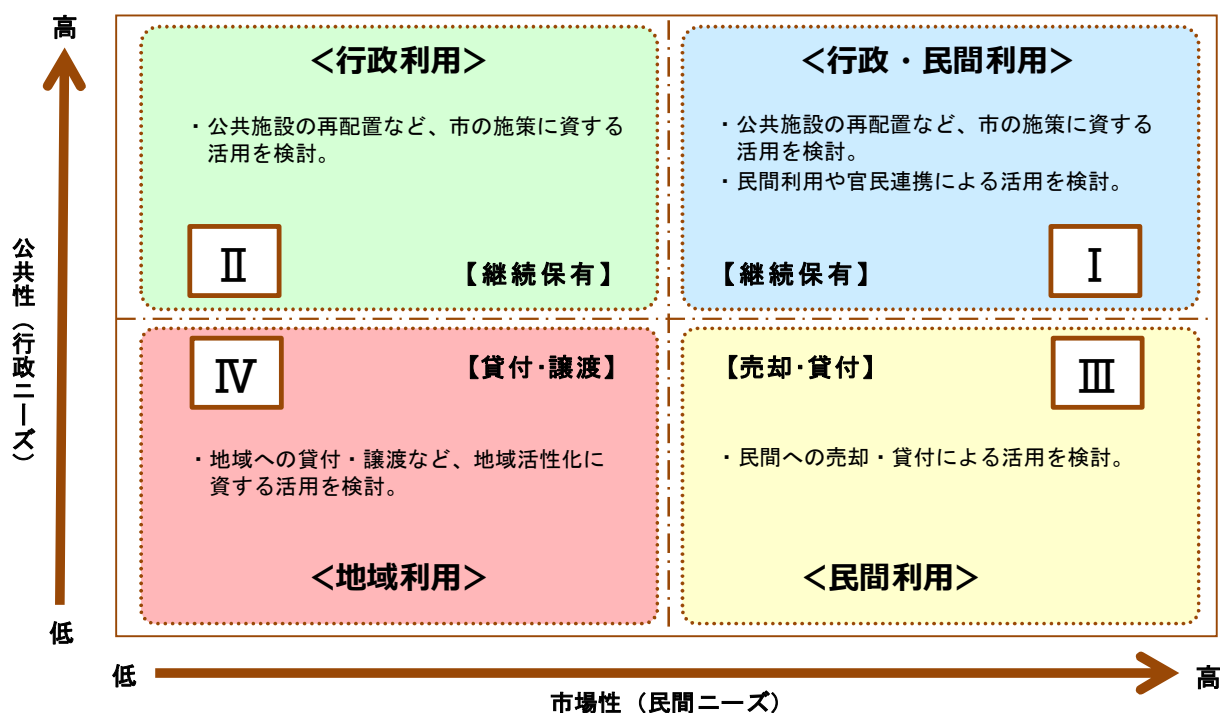 高
公共性（行政ニーズ）
低
＜行政利用＞
・公共施設の再配置など、市の施策に資する
活用を検討。
Ⅱ
【継続保有】
＜行政・民間利用＞
・公共施設の再配置など、市の施策に資する
活用を検討。
・民間利用や官民連携による活用を検討。
【継続保有】
Ⅰ
Ⅳ
【貸付・譲渡】
・地域への貸付・譲渡など、地域活性化に
資する活用を検討。
＜地域利用＞
【売却・貸付】
Ⅲ
・民間への売却・貸付による活用を検討。
＜民間利用＞
低
高
市場性（民間ニーズ）